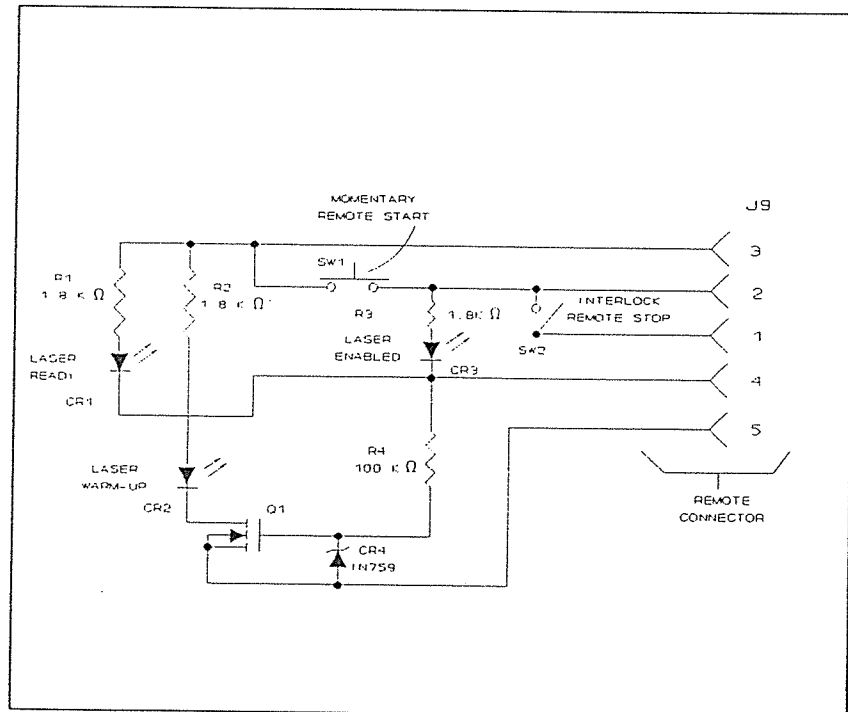 MOMENTARY
REMOTE START
J9
3
SW1
R1
1.8 K Ω
R2
1.8 K Ω
2
R3
1.8K Ω
INTERLOCK
REMOTE STOP
1
LASER
ENABLED
SW2
LASER
READY
CR3
4
CR1
5
R4
100 K Ω
LASER
WARM-UP
REMOTE
CONNECTOR
CR2
Q1
CR4
1N759